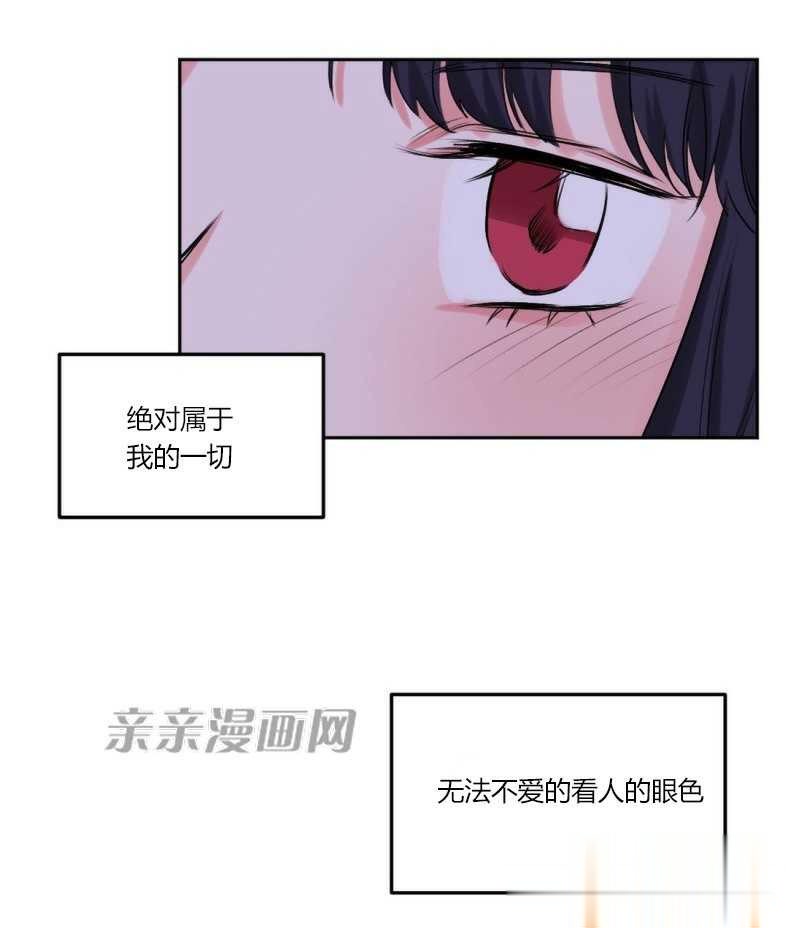 绝对属于
我的一切
亲亲漫画网
无法不爱的看人的眼色